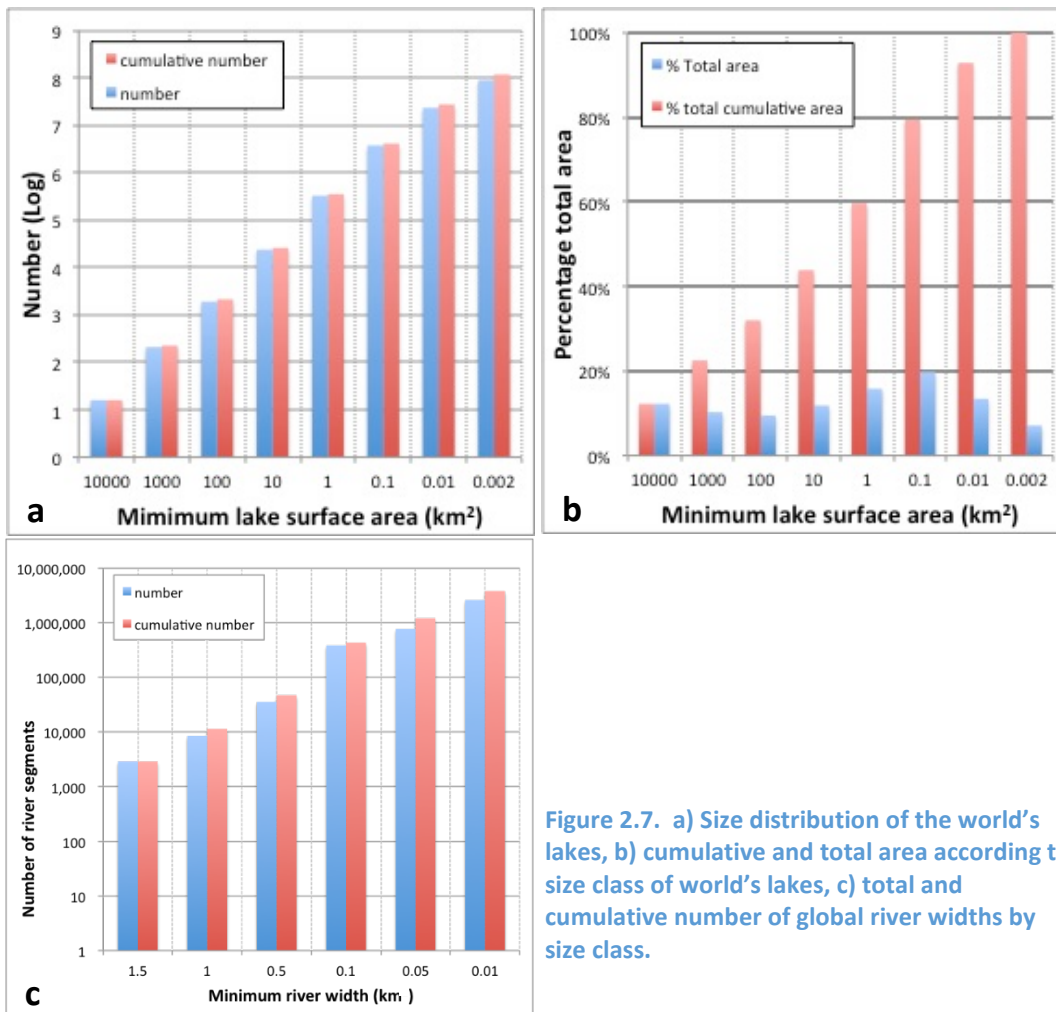 9
8
7
6
5
4
3
2
1
0
Number (Log)
cumulative number
number
10000 1000 100 10 1 0.1 0.01 0.002
a
Mimimum lake surface area (km²)
100%
80%
60%
40%
20%
0%
Percentage total area
% Total area
% total cumulative area
10000 1000 100 10 1 0.1 0.01 0.002
b
Minimum lake surface area (km²)
10,000,000
1,000,000
100,000
10,000
1,000
100
10
1
Number of river segments
number
cumulative number
1.5 1 0.5 0.1 0.05 0.01
c
Minimum river width (km )
Figure 2.7. a) Size distribution of the world's
lakes, b) cumulative and total area according t
size class of world's lakes, c) total and
cumulative number of global river widths by
size class.